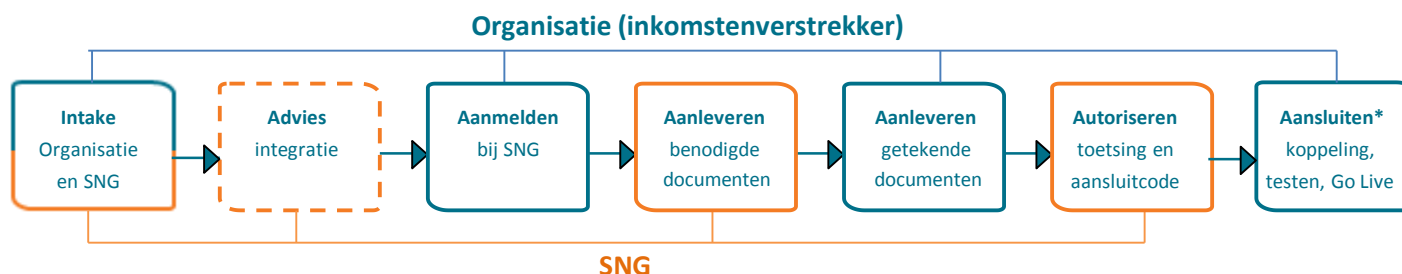 Organisatie (inkomstenverstrekker)
Intake
Organisatie
en SNG
Advies
integratie
Aanmelden
bij SNG
Aanleveren
benodigde
documenten
Aanleveren
getekende
documenten
Autoriseren
toetsing en
aansluitcode
Aansluiten*
koppeling,
testen, Go Live
SNG